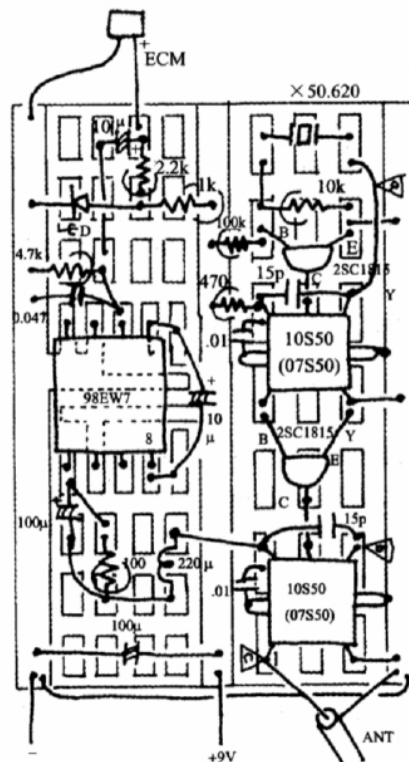 ECM
+
10μ
+
×50.620
2.2k
1k
10k
100k
B
E
4.7k
15p
C
2SC1815
470
Y
0.047
.01
10S50
(07S50)
98EW7
+
10
μ
8
B
2SC1815
Y
E
C
100μ
15p
100
220μ
.01
10S50
(07S50)
100μ
ANT
−
+9V